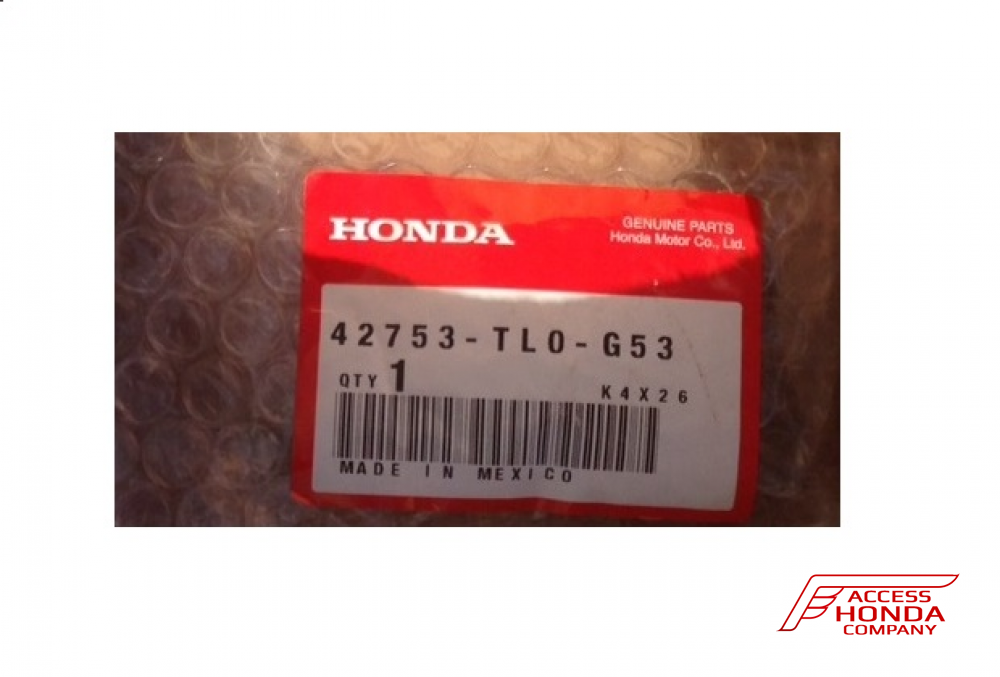 HONDA
GENUINE PARTS
Honda Motor Co., Ltd.
42753-TL0-G53
QTY 1
K4X26
MADE IN MEXICO
ACCESS
HONDA
COMPANY